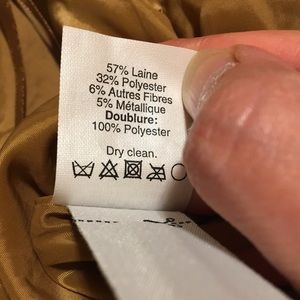 57% Laine
32% Polyester
6% Autres Fibres
5% Métallique
Doublure:
100% Polyester
Dry clean.